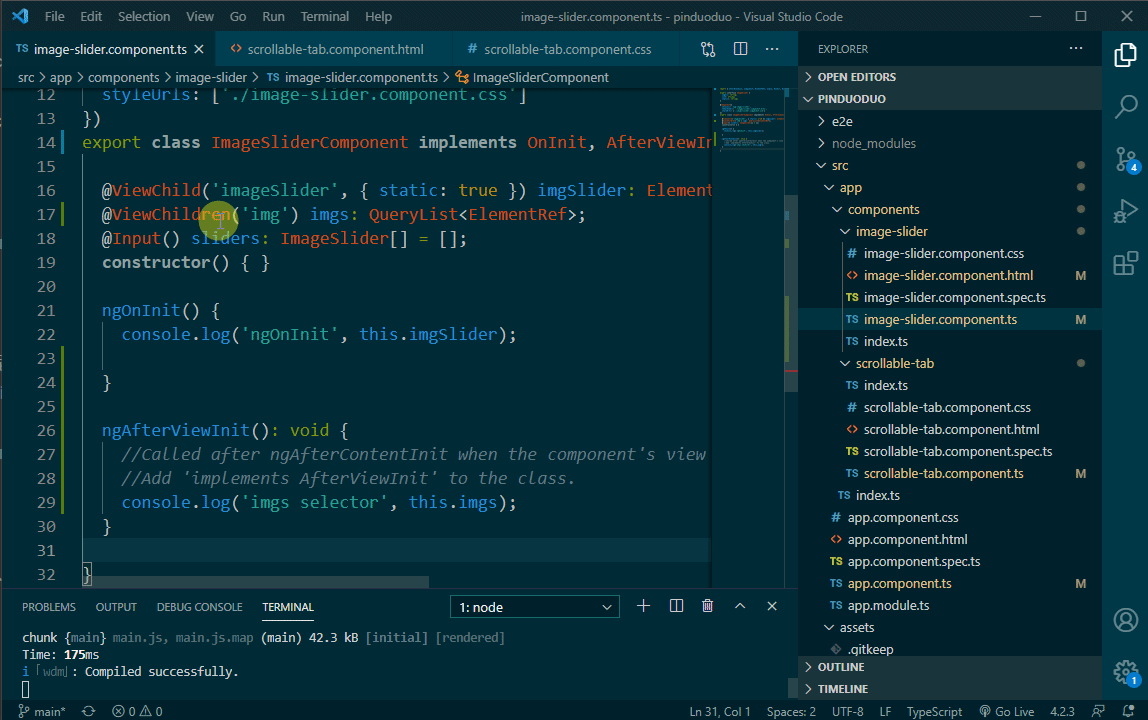 File Edit Selection View Go Run Terminal Help image-slider.component.ts - pinduoduo - Visual Studio Code
TS image-slider.component.ts × <> scrollable-tab.component.html # scrollable-tab.component.css ...
src > app > components > image-slider > TS image-slider.component.ts > ImageSliderComponent
12 styleUrls: ['./image-slider.component.css']
13 })
14 export class ImageSliderComponent implements OnInit, AfterViewIn
15
16 @ViewChild('imageSlider', { static: true }) imgSlider: Element
17 @ViewChildren('img') imgs: QueryList<ElementRef>;
18 @Input() sliders: ImageSlider[] = [];
19 constructor() { }
20
21 ngOnInit() {
22 console.log('ngOnInit', this.imgSlider);
23
24 }
25
26 ngAfterViewInit(): void {
27 //Called after ngAfterContentInit when the component's view
28 //Add 'implements AfterViewInit' to the class.
29 console.log('imgs selector', this.imgs);
30 }
31
32 }
PROBLEMS OUTPUT DEBUG CONSOLE TERMINAL 1: node
chunk {main} main.js, main.js.map (main) 42.3 kB [initial] [rendered]
Time: 175ms
i 「wdm」: Compiled successfully.
EXPLORER ...
OPEN EDITORS
PINDUODUO
e2e
node_modules
src
app
components
image-slider
# image-slider.component.css
<> image-slider.component.html M
TS image-slider.component.spec.ts
TS image-slider.component.ts M
TS index.ts
scrollable-tab
TS index.ts
# scrollable-tab.component.css
<> scrollable-tab.component.html
TS scrollable-tab.component.spec.ts
TS scrollable-tab.component.ts M
TS index.ts
# app.component.css
<> app.component.html
TS app.component.spec.ts
TS app.component.ts M
TS app.module.ts
assets
.gitkeep
OUTLINE
TIMELINE
4
1
main* 0 0 Ln 31, Col 1 Spaces: 2 UTF-8 LF TypeScript Go Live 4.2.3